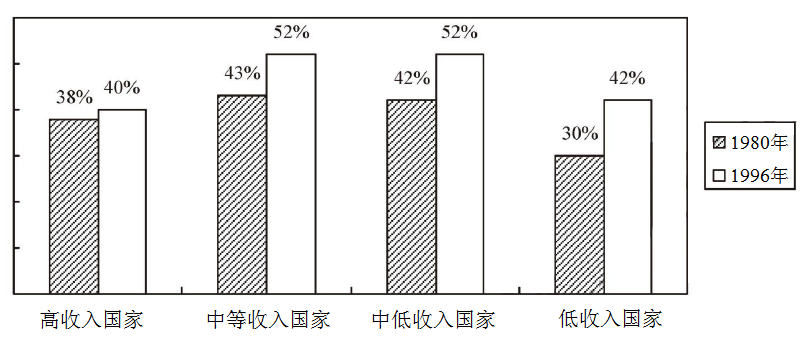 38%
40%
43%
52%
42%
52%
30%
42%
1980年
1996年
高收入国家
中等收入国家
中低收入国家
低收入国家